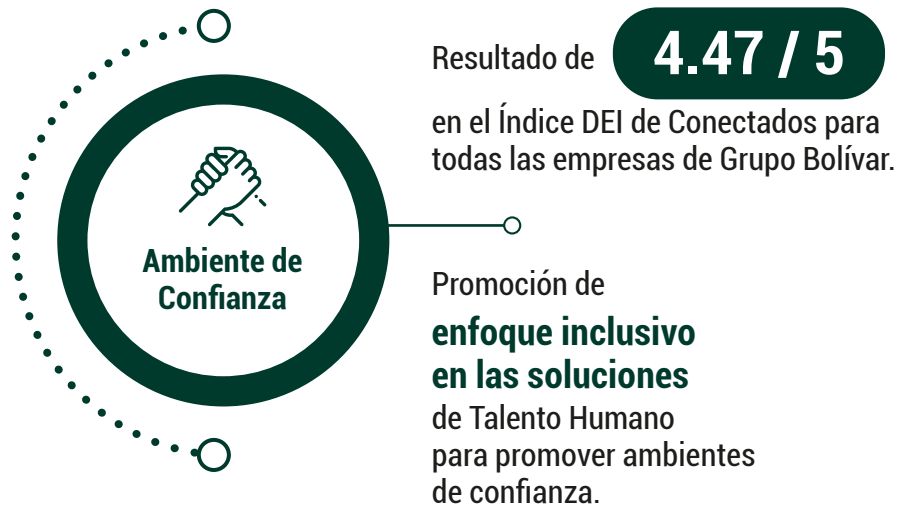 Ambiente de
Confianza
Resultado de 4.47 / 5
en el Índice DEI de Conectados para
todas las empresas de Grupo Bolívar.
Promoción de
enfoque inclusivo
en las soluciones
de Talento Humano
para promover ambientes
de confianza.